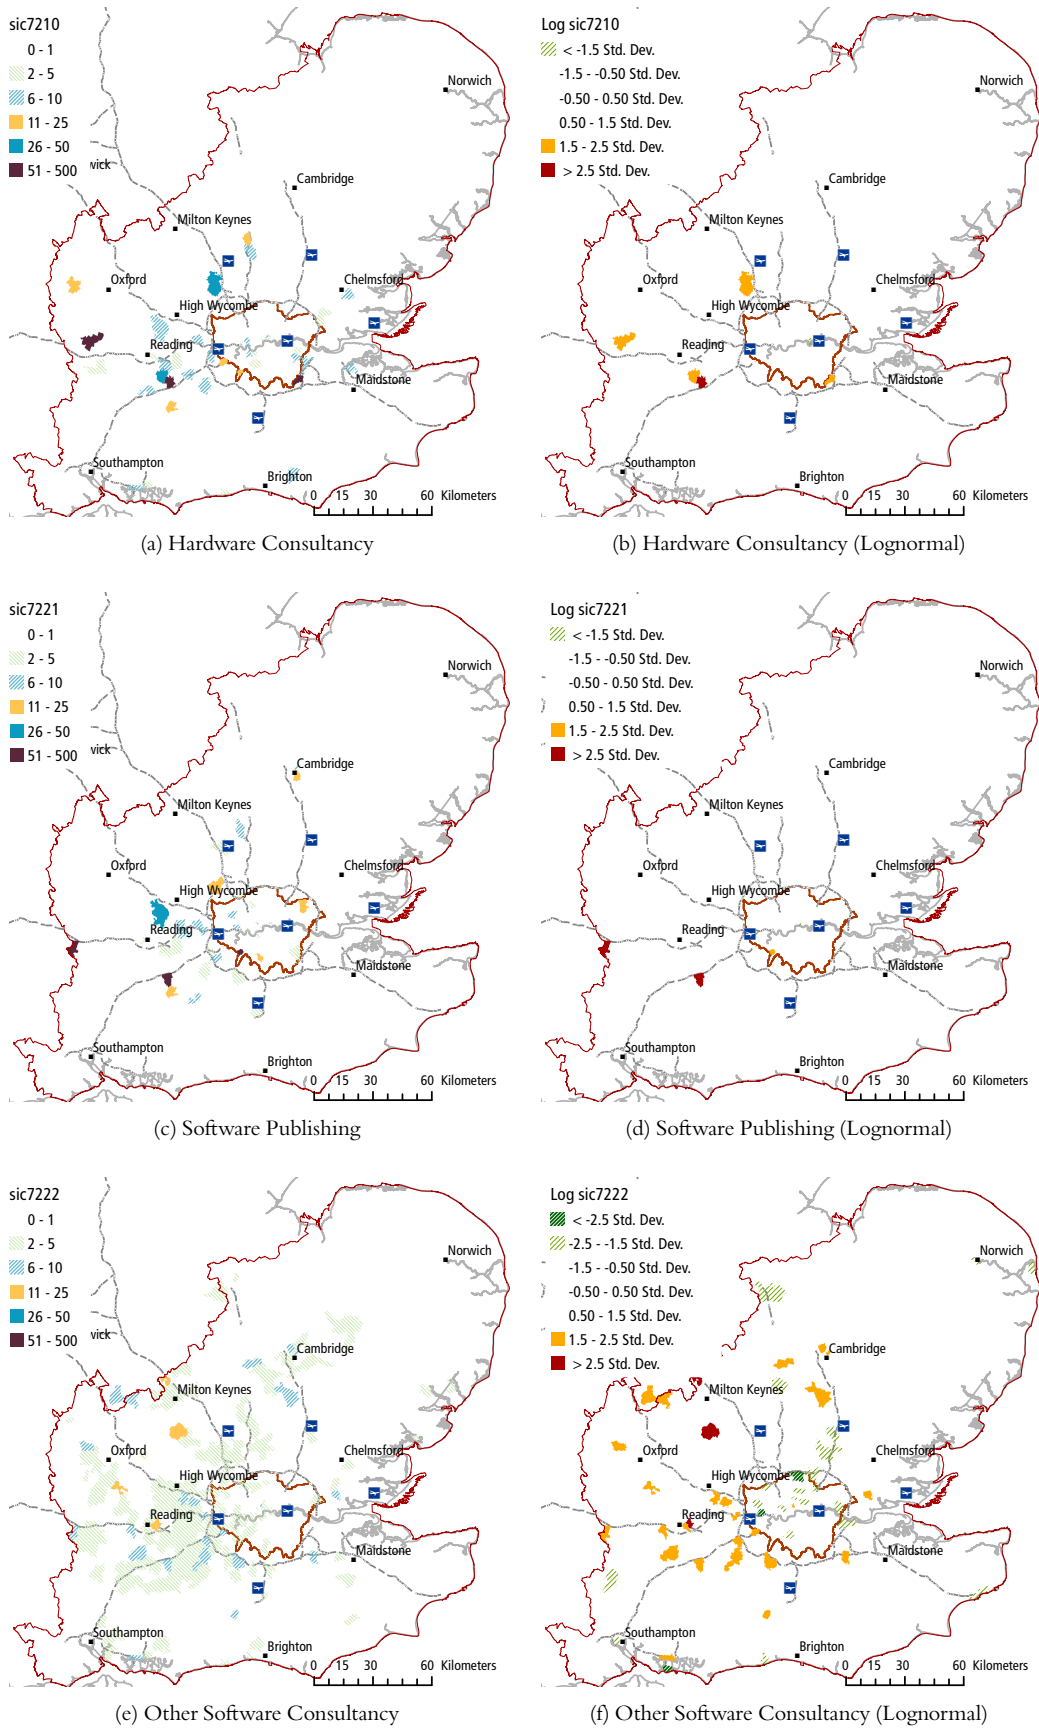 sic7210
0 - 1
2 - 5
6 - 10
11 - 25
26 - 50
51 - 500
wick
Norwich
Cambridge
Milton Keynes
Oxford
Chelmsford
High Wycombe
Reading
Maidstone
Southampton
Brighton
0 15 30 60 Kilometers
(a) Hardware Consultancy
Log sic7210
< -1.5 Std. Dev.
-1.5 - -0.50 Std. Dev.
-0.50 - 0.50 Std. Dev.
0.50 - 1.5 Std. Dev.
1.5 - 2.5 Std. Dev.
> 2.5 Std. Dev.
Norwich
Cambridge
Milton Keynes
Oxford
Chelmsford
High Wycombe
Reading
Maidstone
Southampton
Brighton
0 15 30 60 Kilometers
(b) Hardware Consultancy (Lognormal)
sic7221
0 - 1
2 - 5
6 - 10
11 - 25
26 - 50
51 - 500
wick
Norwich
Cambridge
Milton Keynes
Oxford
Chelmsford
High Wycombe
Reading
Maidstone
Southampton
Brighton
0 15 30 60 Kilometers
(c) Software Publishing
Log sic7221
< -1.5 Std. Dev.
-1.5 - -0.50 Std. Dev.
-0.50 - 0.50 Std. Dev.
0.50 - 1.5 Std. Dev.
1.5 - 2.5 Std. Dev.
> 2.5 Std. Dev.
Norwich
Cambridge
Milton Keynes
Oxford
Chelmsford
High Wycombe
Reading
Maidstone
Southampton
Brighton
0 15 30 60 Kilometers
(d) Software Publishing (Lognormal)
sic7222
0 - 1
2 - 5
6 - 10
11 - 25
26 - 50
51 - 500
wick
Norwich
Cambridge
Milton Keynes
Oxford
Chelmsford
High Wycombe
Reading
Maidstone
Southampton
Brighton
0 15 30 60 Kilometers
(e) Other Software Consultancy
Log sic7222
< -2.5 Std. Dev.
-2.5 - -1.5 Std. Dev.
-1.5 - -0.50 Std. Dev.
-0.50 - 0.50 Std. Dev.
0.50 - 1.5 Std. Dev.
1.5 - 2.5 Std. Dev.
> 2.5 Std. Dev.
Norwich
Cambridge
Milton Keynes
Oxford
Chelmsford
High Wycombe
Reading
Maidstone
Southampton
Brighton
0 15 30 60 Kilometers
(f) Other Software Consultancy (Lognormal)